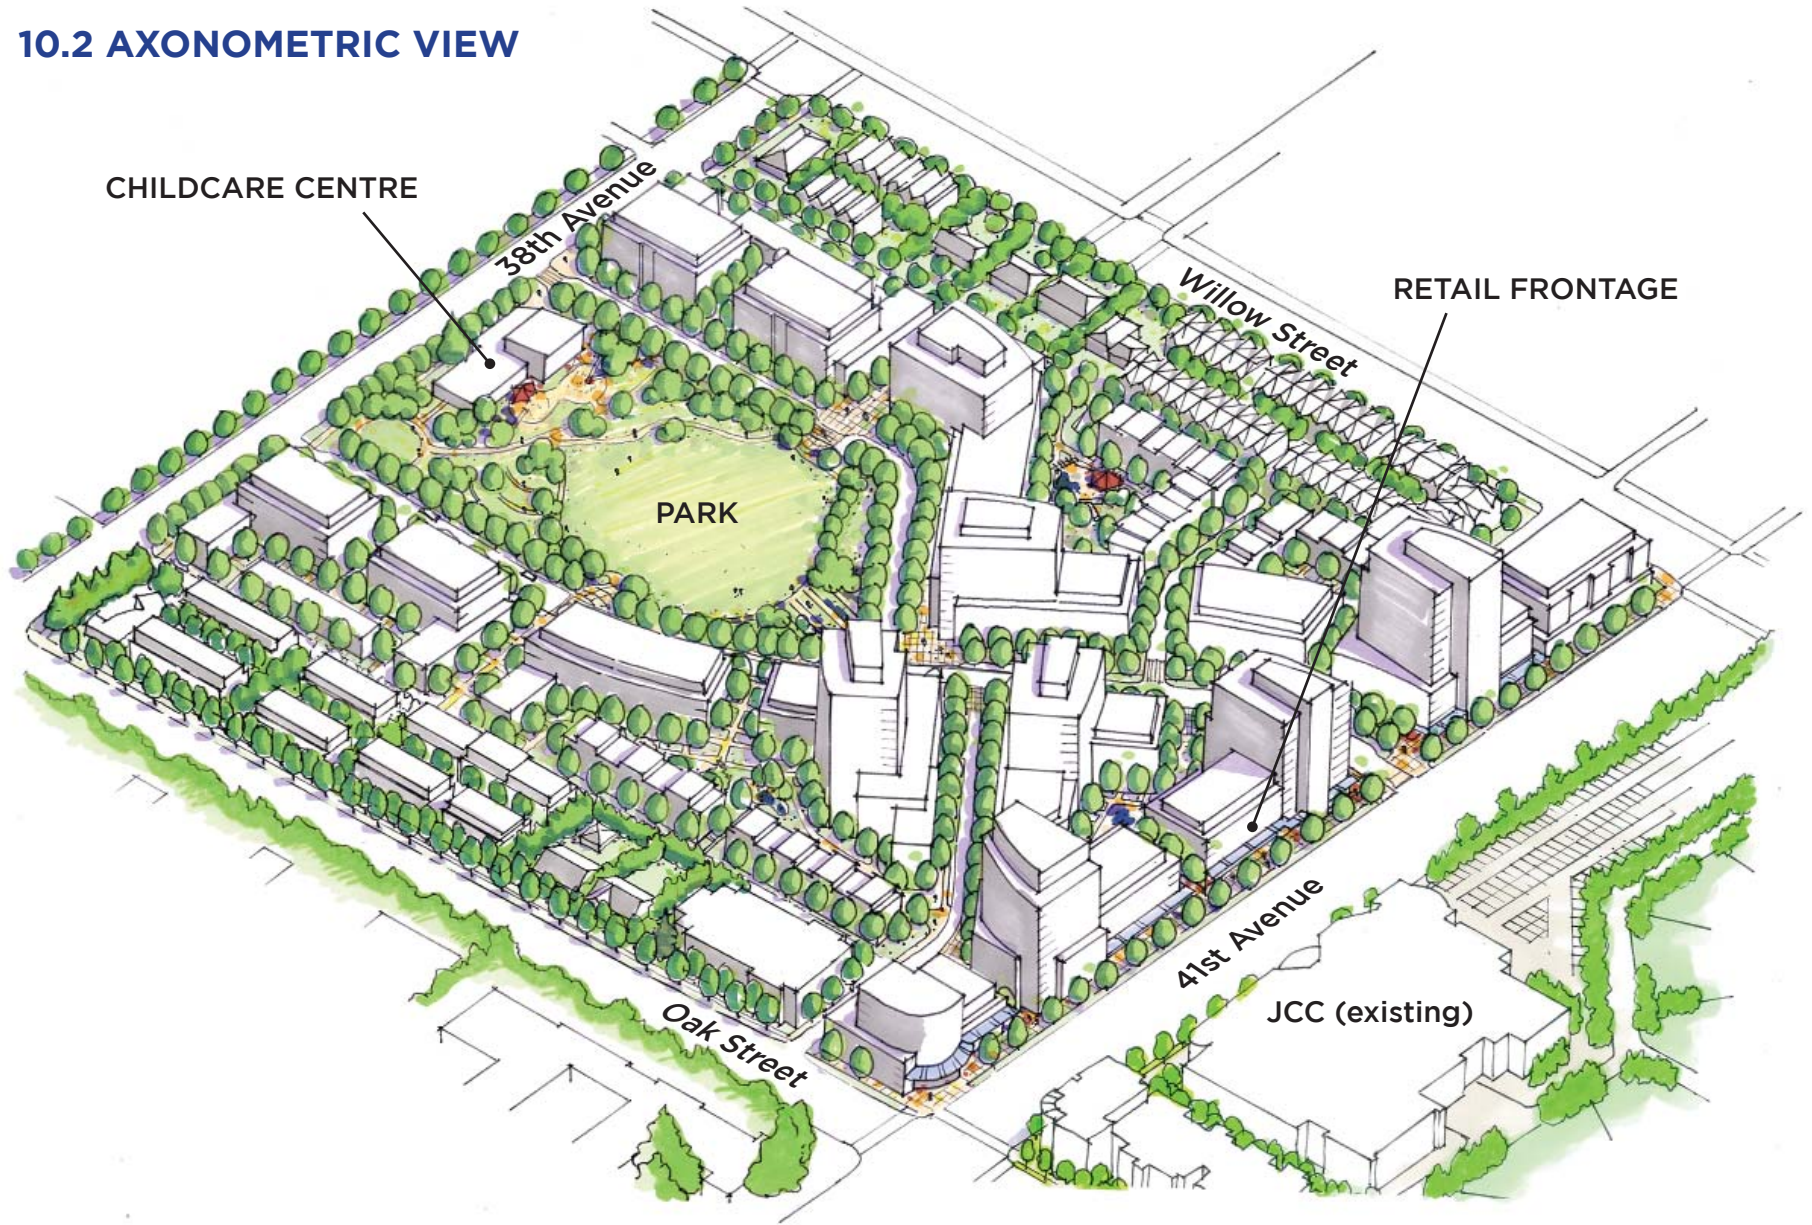 10.2 AXONOMETRIC VIEW
CHILDCARE CENTRE
38th Avenue
Willow Street
RETAIL FRONTAGE
PARK
41st Avenue
JCC (existing)
Oak Street